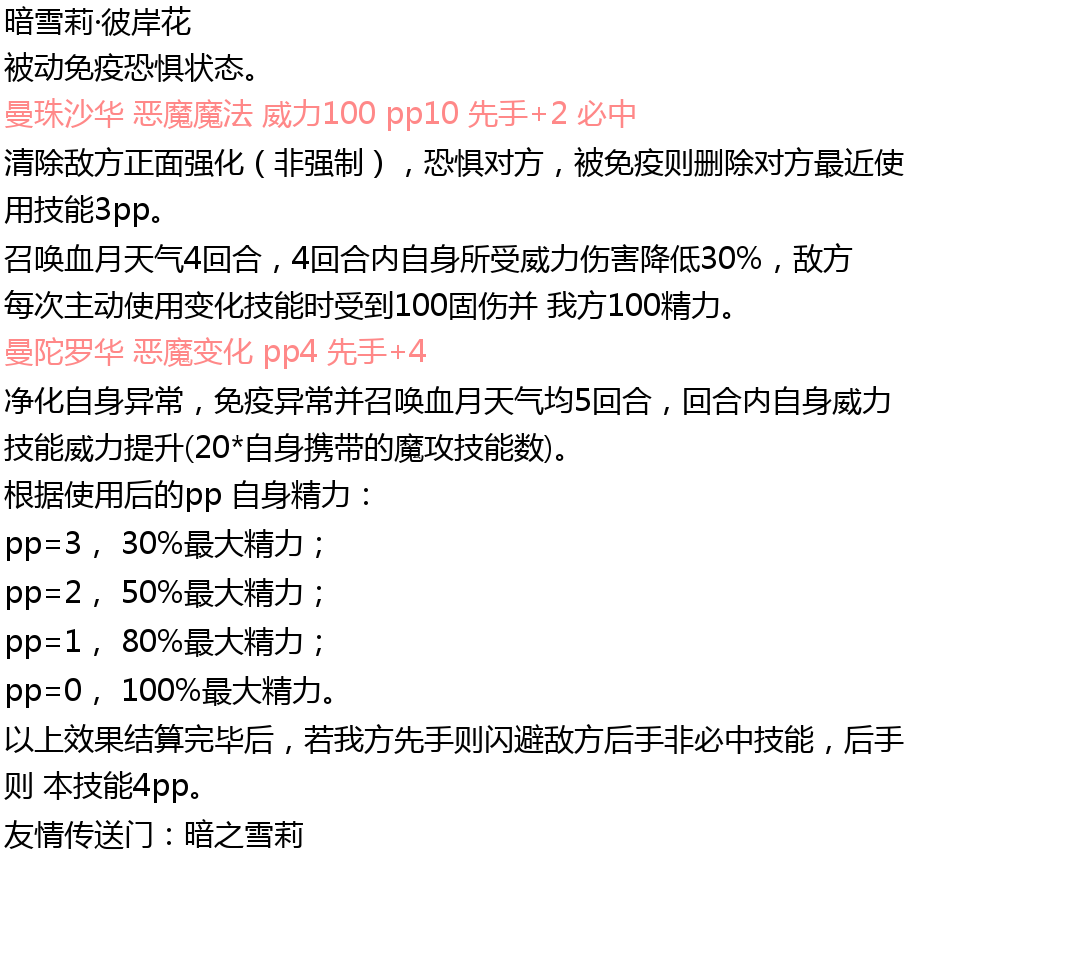 暗雪莉·彼岸花
被动免疫恐惧状态。
曼珠沙华 恶魔魔法 威力100 pp10 先手+2 必中
清除敌方正面强化（非强制），恐惧对方，被免疫则删除对方最近使
用技能3pp。
召唤血月天气4回合，4回合内自身所受威力伤害降低30%，敌方
每次主动使用变化技能时受到100固伤并 我方100精力。
曼陀罗华 恶魔变化 pp4 先手+4
净化自身异常，免疫异常并召唤血月天气均5回合，回合内自身威力
技能威力提升(20*自身携带的魔攻技能数)。
根据使用后的pp 自身精力：
pp=3， 30%最大精力；
pp=2， 50%最大精力；
pp=1， 80%最大精力；
pp=0， 100%最大精力。
以上效果结算完毕后，若我方先手则闪避敌方后手非必中技能，后手
则 本技能4pp。
友情传送门：暗之雪莉